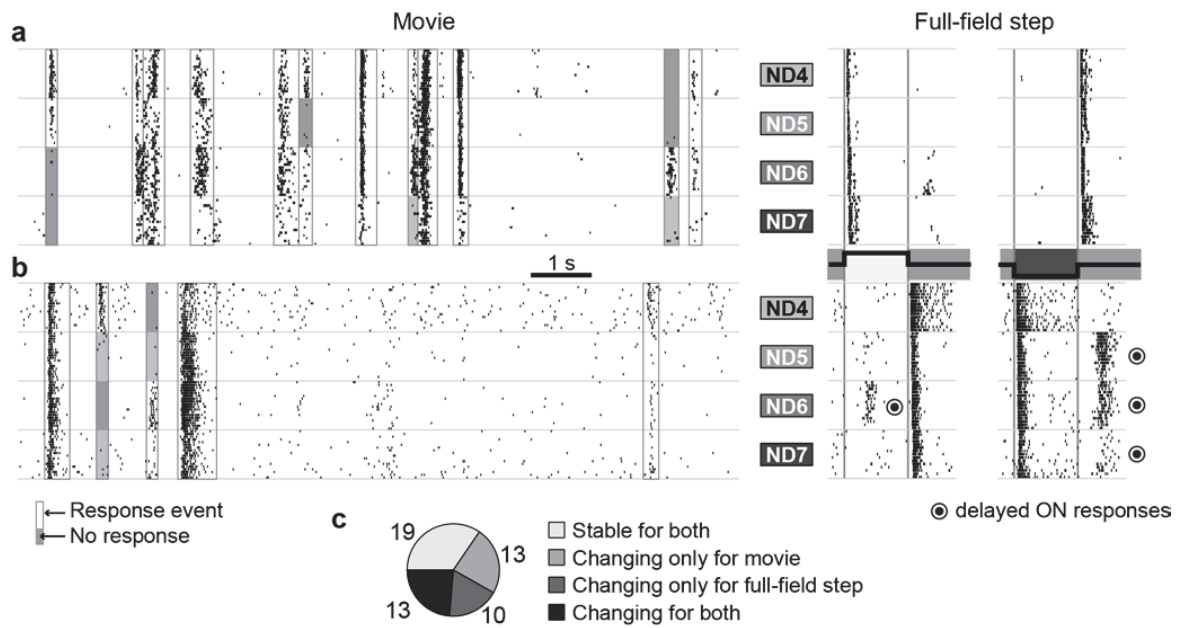 Movie
Full-field step
a
ND4
ND5
ND6
ND7
b
1 s
ND4
ND5
ND6
ND7
Response event
No response
delayed ON responses
c
19
13
13
10
Stable for both
Changing only for movie
Changing only for full-field step
Changing for both